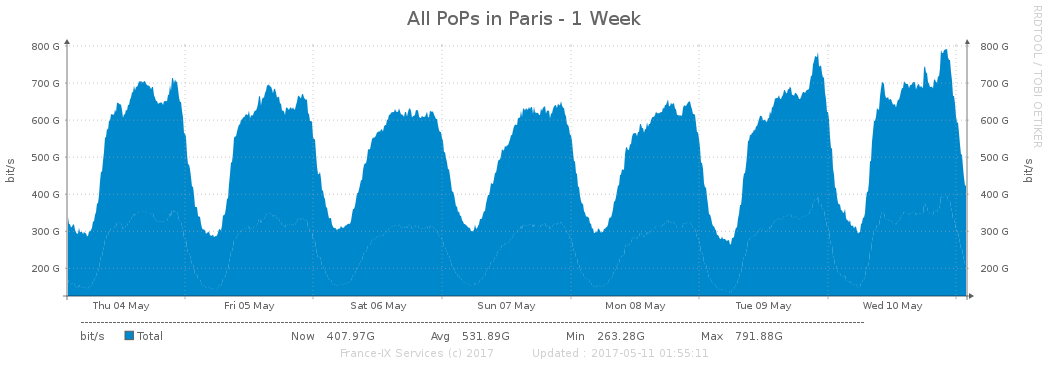 All PoPs in Paris - 1 Week
RRDTOOL / TOBI OETIKER
800 G 800 G
700 G 700 G
600 G 600 G
500 G 500 G
400 G 400 G
300 G 300 G
200 G 200 G
bit/s bit/s
Thu 04 May Fri 05 May Sat 06 May Sun 07 May Mon 08 May Tue 09 May Wed 10 May
bit/s Total Now 407.97G Avg 531.89G Min 263.28G Max 791.88G
France-IX Services (c) 2017 Updated : 2017-05-11 01:55:11